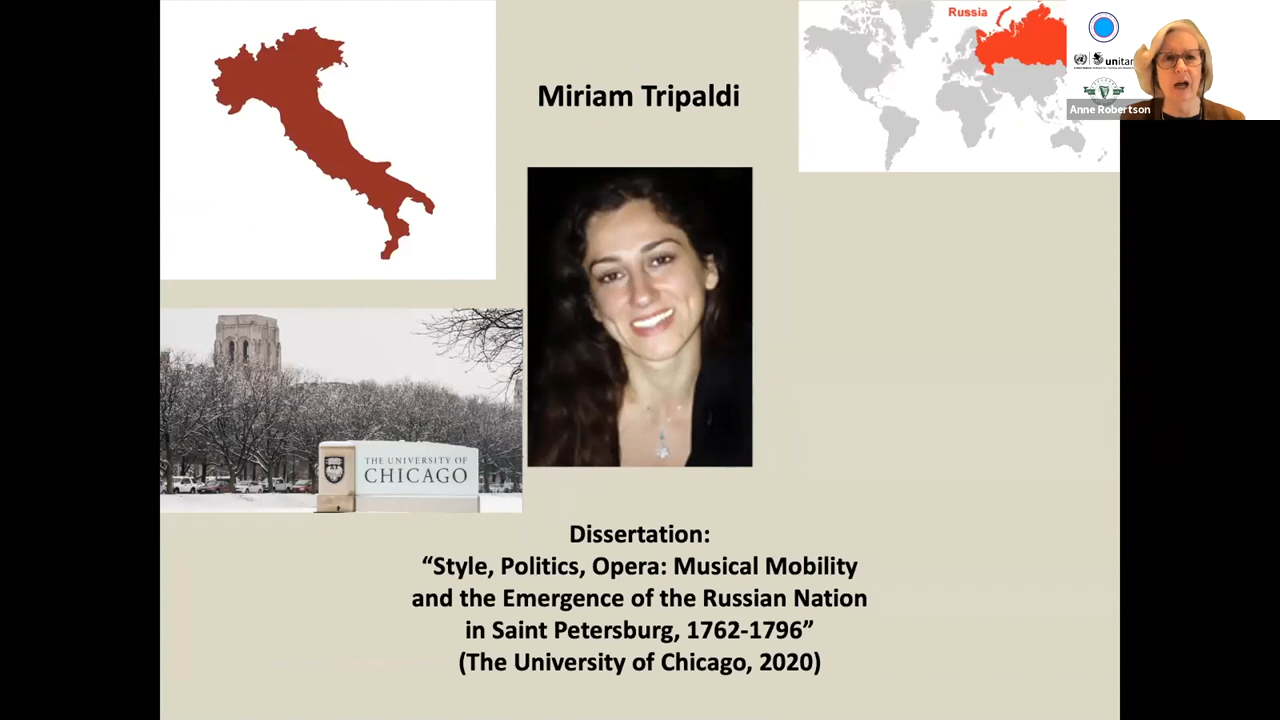 Russia
unitar
Anne Robertson
Miriam Tripaldi
THE UNIVERSITY OF
CHICAGO
Dissertation:
“Style, Politics, Opera: Musical Mobility
and the Emergence of the Russian Nation
in Saint Petersburg, 1762-1796”
(The University of Chicago, 2020)